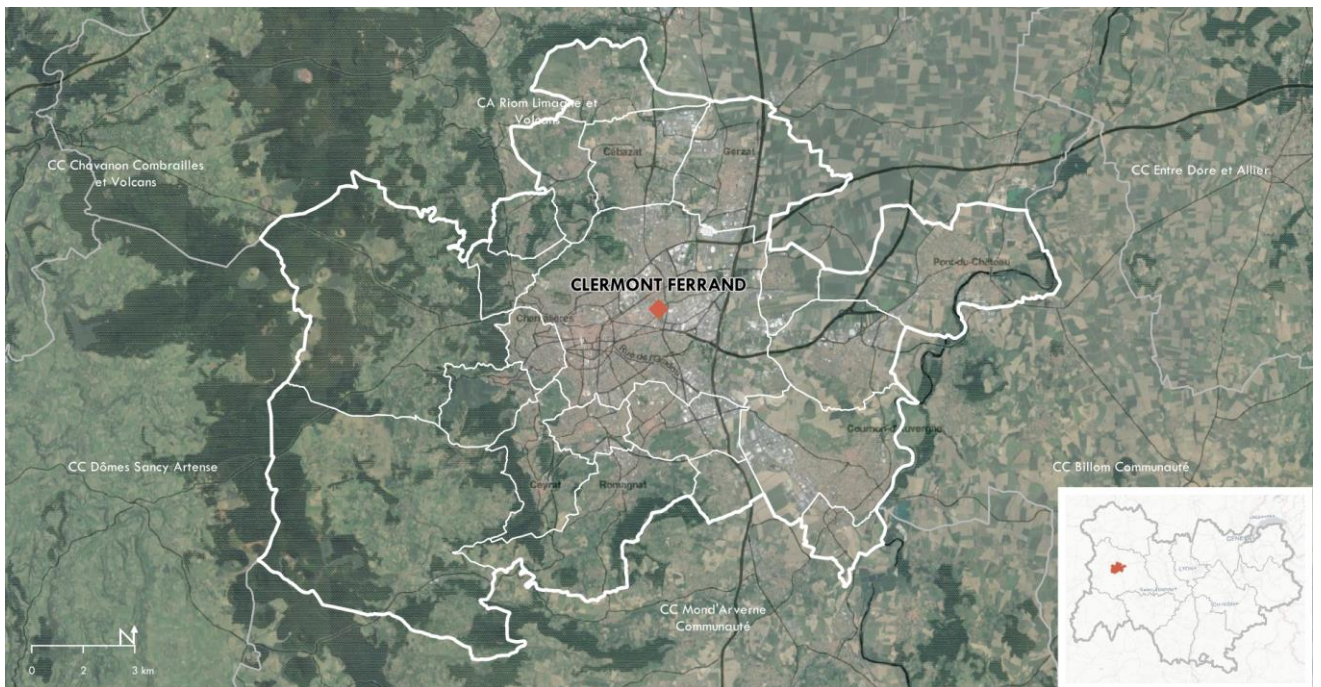 CA Riom Limagne et
Volcans
CC Chavanon Combrailles
et Volcans
Cébazat
Gerzat
CC Entre Dore et Allier
Pont-du-Château
CLERMONT FERRAND
Chamalières
Cournon-d'Auvergne
CC Dômes Sancy Artense
CC Billom Communauté
Ceyrat
Romagnat
CC Mond'Arverne
Communauté
N
0 2 3 km